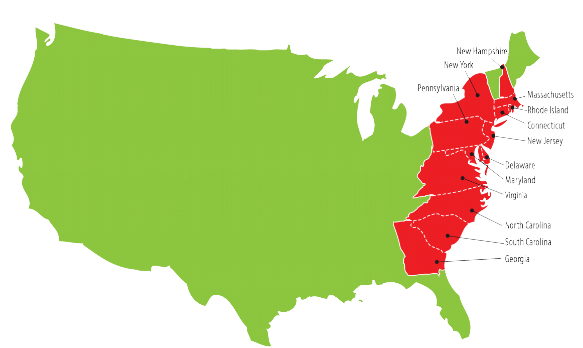 New Hampshire
New York
Pennsylvania
Massachusetts
Rhode Island
Connecticut
New Jersey
Delaware
Maryland
Virginia
North Carolina
South Carolina
Georgia